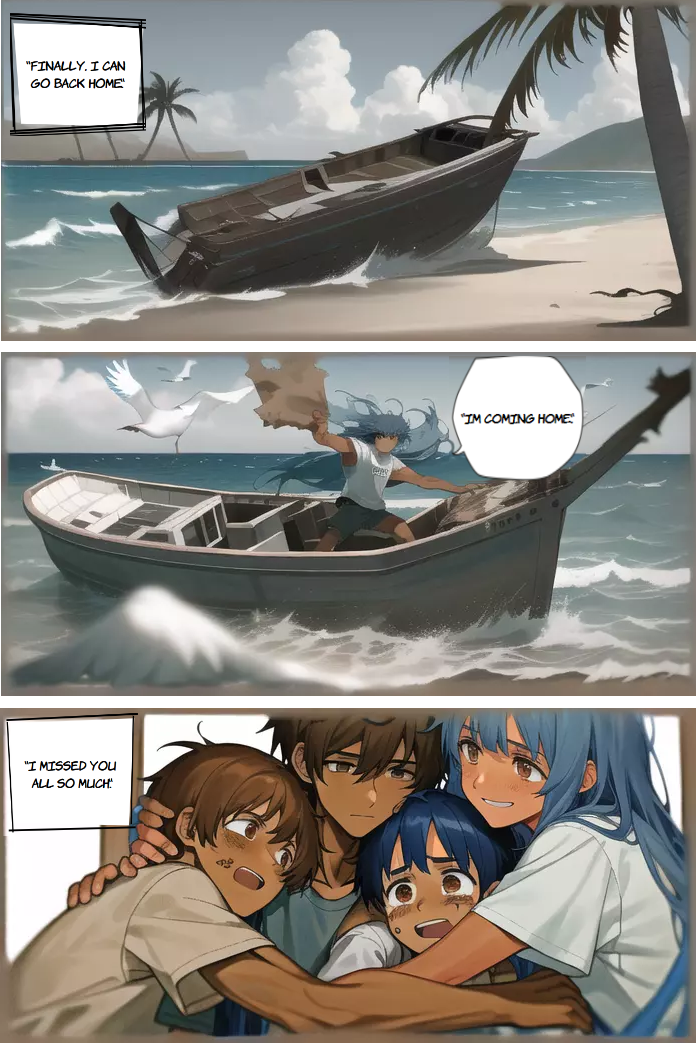 "FINALLY. I CAN
GO BACK HOME."
"IM COMING HOME."
"I MISSED YOU
ALL SO MUCH."